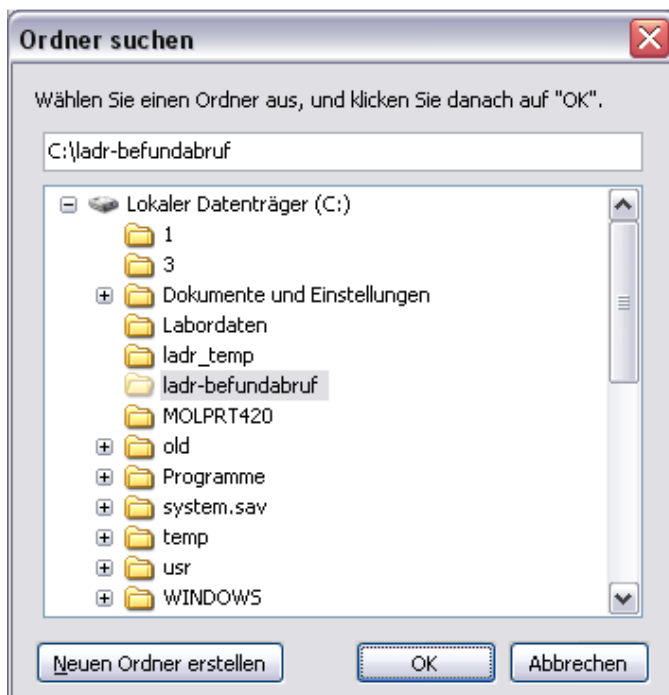 Ordner suchen
Wählen Sie einen Ordner aus, und klicken Sie danach auf "OK".
C:\ladr-befundabruf
Lokaler Datenträger (C:)
1
3
Dokumente und Einstellungen
Labordaten
ladr_temp
ladr-befundabruf
MOLPRT420
old
Programme
system.sav
temp
usr
WINDOWS
Neuen Ordner erstellen OK Abbrechen